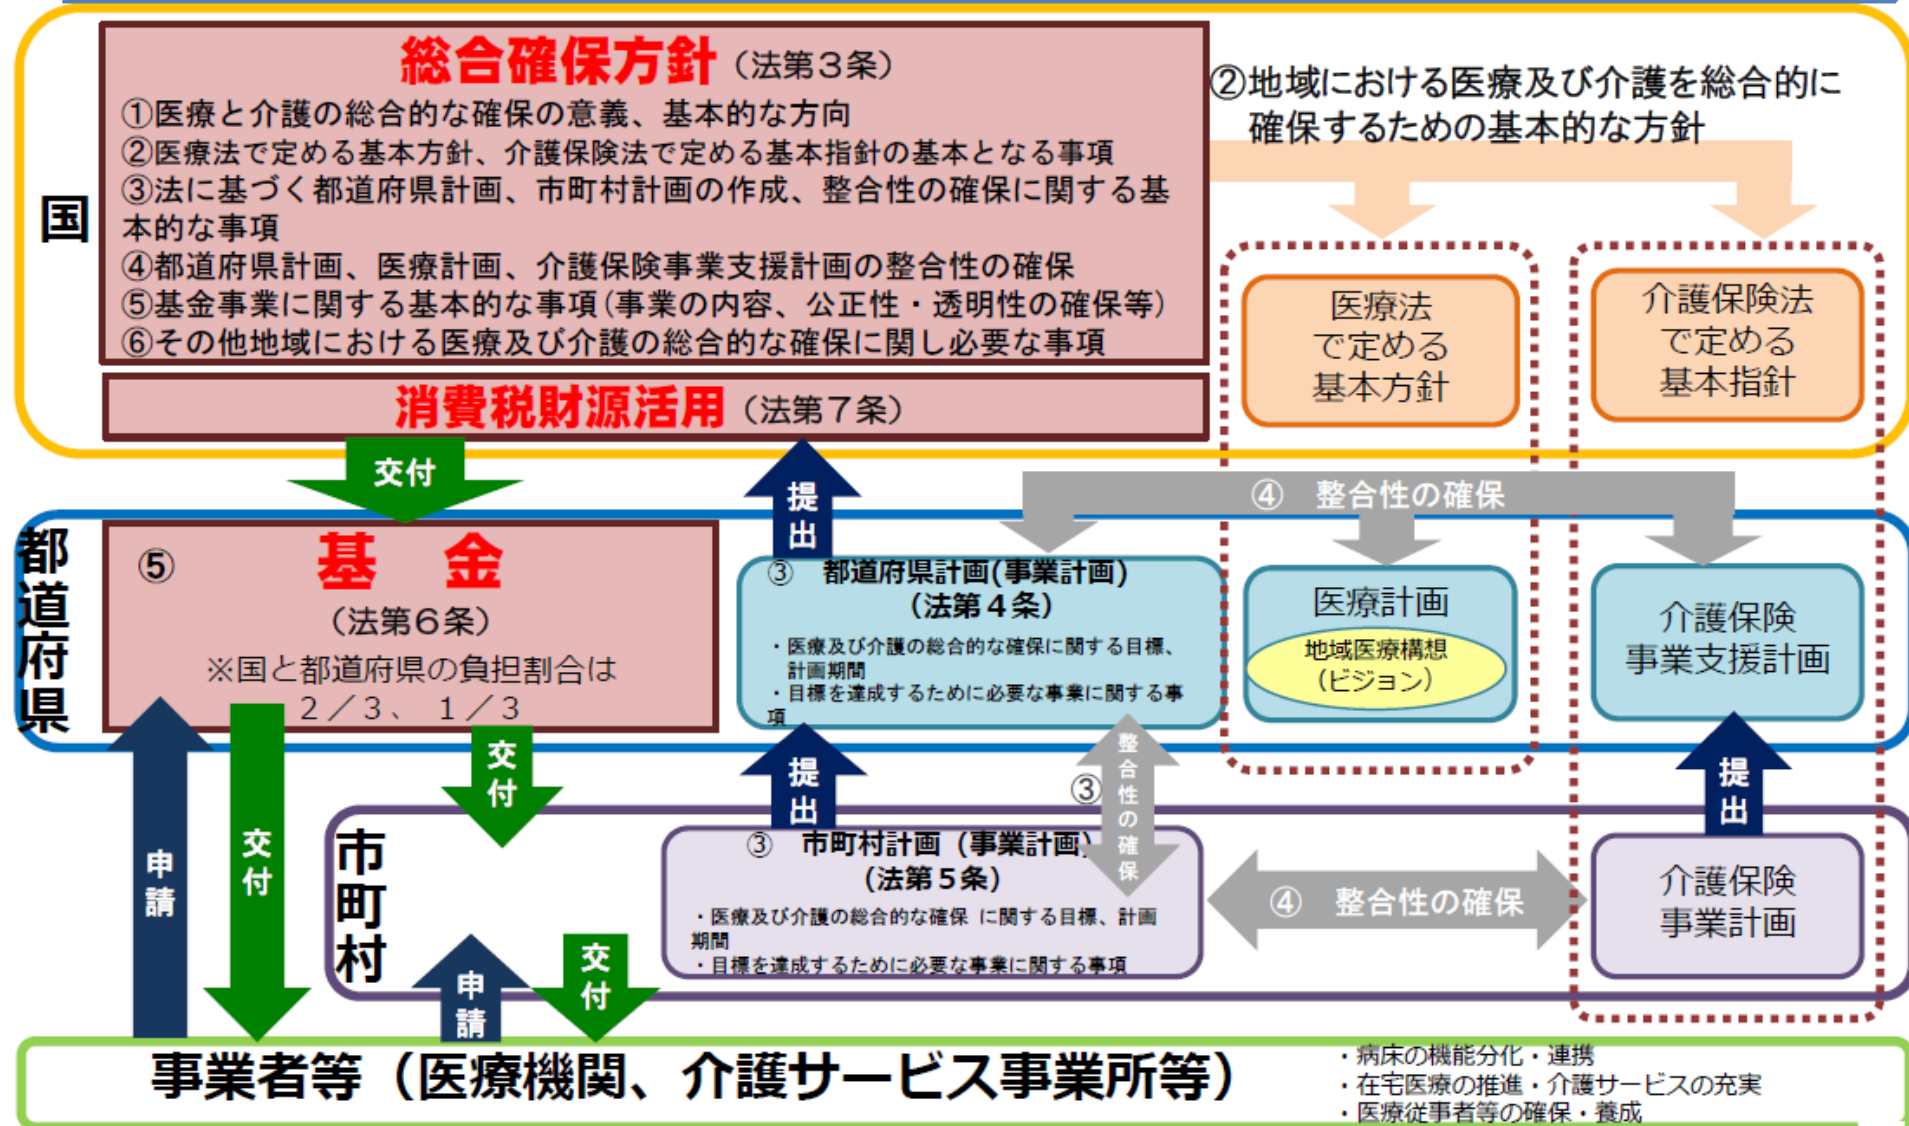 国
総合確保方針（法第３条）
①医療と介護の総合的な確保の意義、基本的な方向
②医療法で定める基本方針、介護保険法で定める基本指針の基本となる事項
③法に基づく都道府県計画、市町村計画の作成、整合性の確保に関する基
本的な事項
④都道府県計画、医療計画、介護保険事業支援計画の整合性の確保
⑤基金事業に関する基本的な事項(事業の内容、公正性・透明性の確保等)
⑥その他地域における医療及び介護の総合的な確保に関し必要な事項
消費税財源活用（法第７条）
②地域における医療及び介護を総合的に
確保するための基本的な方針
医療法
で定める
基本方針
介護保険法
で定める
基本指針
交付
提出
④　整合性の確保
都道府県
⑤　基　金
（法第６条）
※国と都道府県の負担割合は
２／３、１／３
③　都道府県計画(事業計画)
（法第４条）
・医療及び介護の総合的な確保に関する目標、
計画期間
・目標を達成するために必要な事業に関する事
項
医療計画
地域医療構想
（ビジョン）
介護保険
事業支援計画
申請
交付
交付
提出
③
整合性の確保
提出
市町村
③　市町村計画（事業計画）
（法第５条）
・医療及び介護の総合的な確保 に関する目標、計画
期間
・目標を達成するために必要な事業に関する事項
④　整合性の確保
介護保険
事業計画
申請
交付
事業者等（医療機関、介護サービス事業所等）
・病床の機能分化・連携
・在宅医療の推進・介護サービスの充実
・医療従事者等の確保・養成